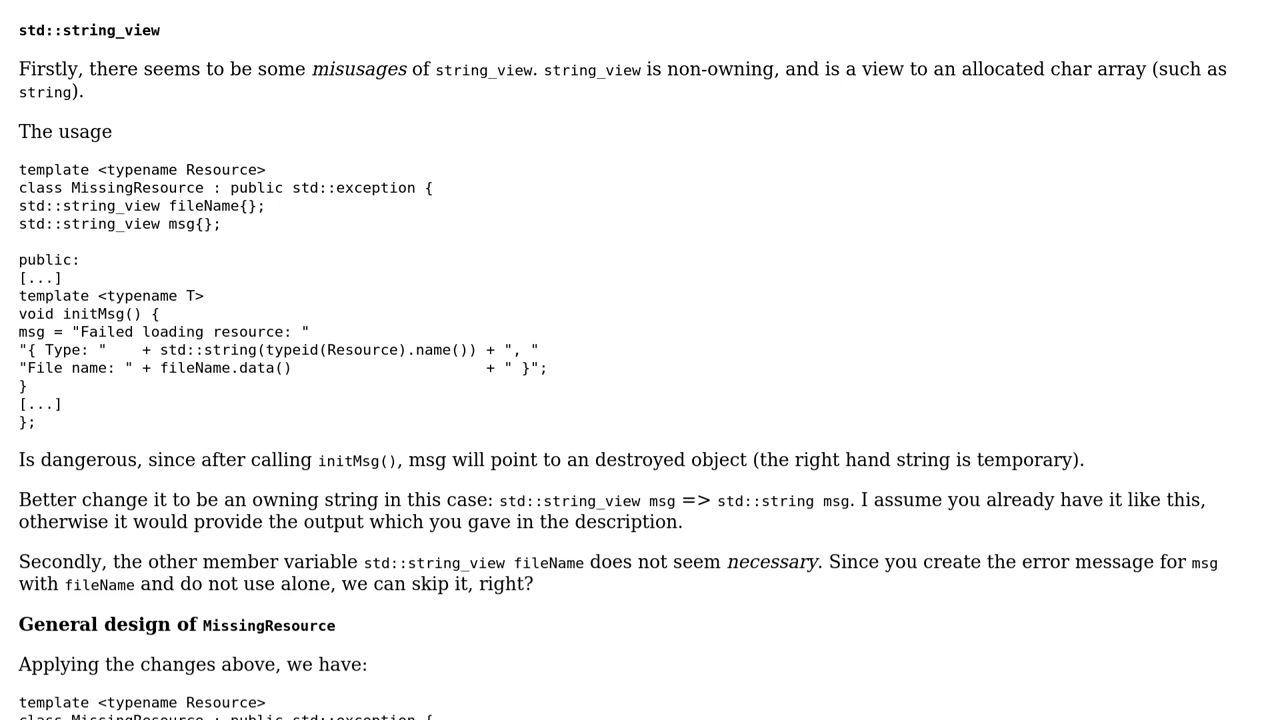 std::string_view
Firstly, there seems to be some misusages of string_view. string_view is non-owning, and is a view to an allocated char array (such as
string).
The usage
template <typename Resource>
class MissingResource : public std::exception {
std::string_view fileName{};
std::string_view msg{};
public:
[...]
template <typename T>
void initMsg() {
msg = "Failed loading resource: "
"{ Type: "    + std::string(typeid(Resource).name()) + ", "
"File name: " + fileName.data()                      + " }";
}
[...]
};
Is dangerous, since after calling initMsg(), msg will point to an destroyed object (the right hand string is temporary).
Better change it to be an owning string in this case: std::string_view msg => std::string msg. I assume you already have it like this,
otherwise it would provide the output which you gave in the description.
Secondly, the other member variable std::string_view fileName does not seem necessary. Since you create the error message for msg
with fileName and do not use alone, we can skip it, right?
General design of MissingResource
Applying the changes above, we have:
template <typename Resource>
class MissingResource : public std::exception {